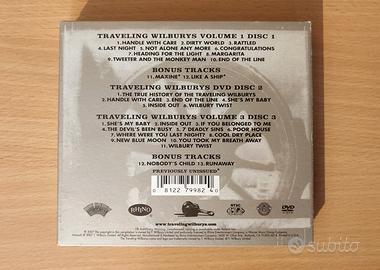 TRAVELING WILBURYS VOLUME 1 DISC 1
1. HANDLE WITH CARE 2. DIRTY WORLD 3. RATTLED
4. LAST NIGHT 5. NOT ALONE ANY MORE 6. CONGRATULATIONS
7. HEADING FOR THE LIGHT 8. MARGARITA
9. TWEETER AND THE MONKEY MAN 10. END OF THE LINE
BONUS TRACKS
11. MAXINE* 12. LIKE A SHIP*
TRAVELING WILBURYS DVD DISC 2
1. THE TRUE HISTORY OF THE TRAVELING WILBURYS
2. HANDLE WITH CARE 3. END OF THE LINE 4. SHE'S MY BABY
5. INSIDE OUT 6. WILBURY TWIST
TRAVELING WILBURYS VOLUME 3 DISC 3
1. SHE'S MY BABY 2. INSIDE OUT 3. IF YOU BELONGED TO ME
4. THE DEVIL'S BEEN BUSY 5. 7 DEADLY SINS 6. POOR HOUSE
7. WHERE WERE YOU LAST NIGHT? 8. COOL DRY PLACE
9. NEW BLUE MOON 10. YOU TOOK MY BREATH AWAY
11. WILBURY TWIST
BONUS TRACKS
12. NOBODY'S CHILD 13. RUNAWAY
PREVIOUSLY UNISSUED*
0 81227 99824 0
RHINO
NTSC
DVD
www.travelingwilburys.com
subito